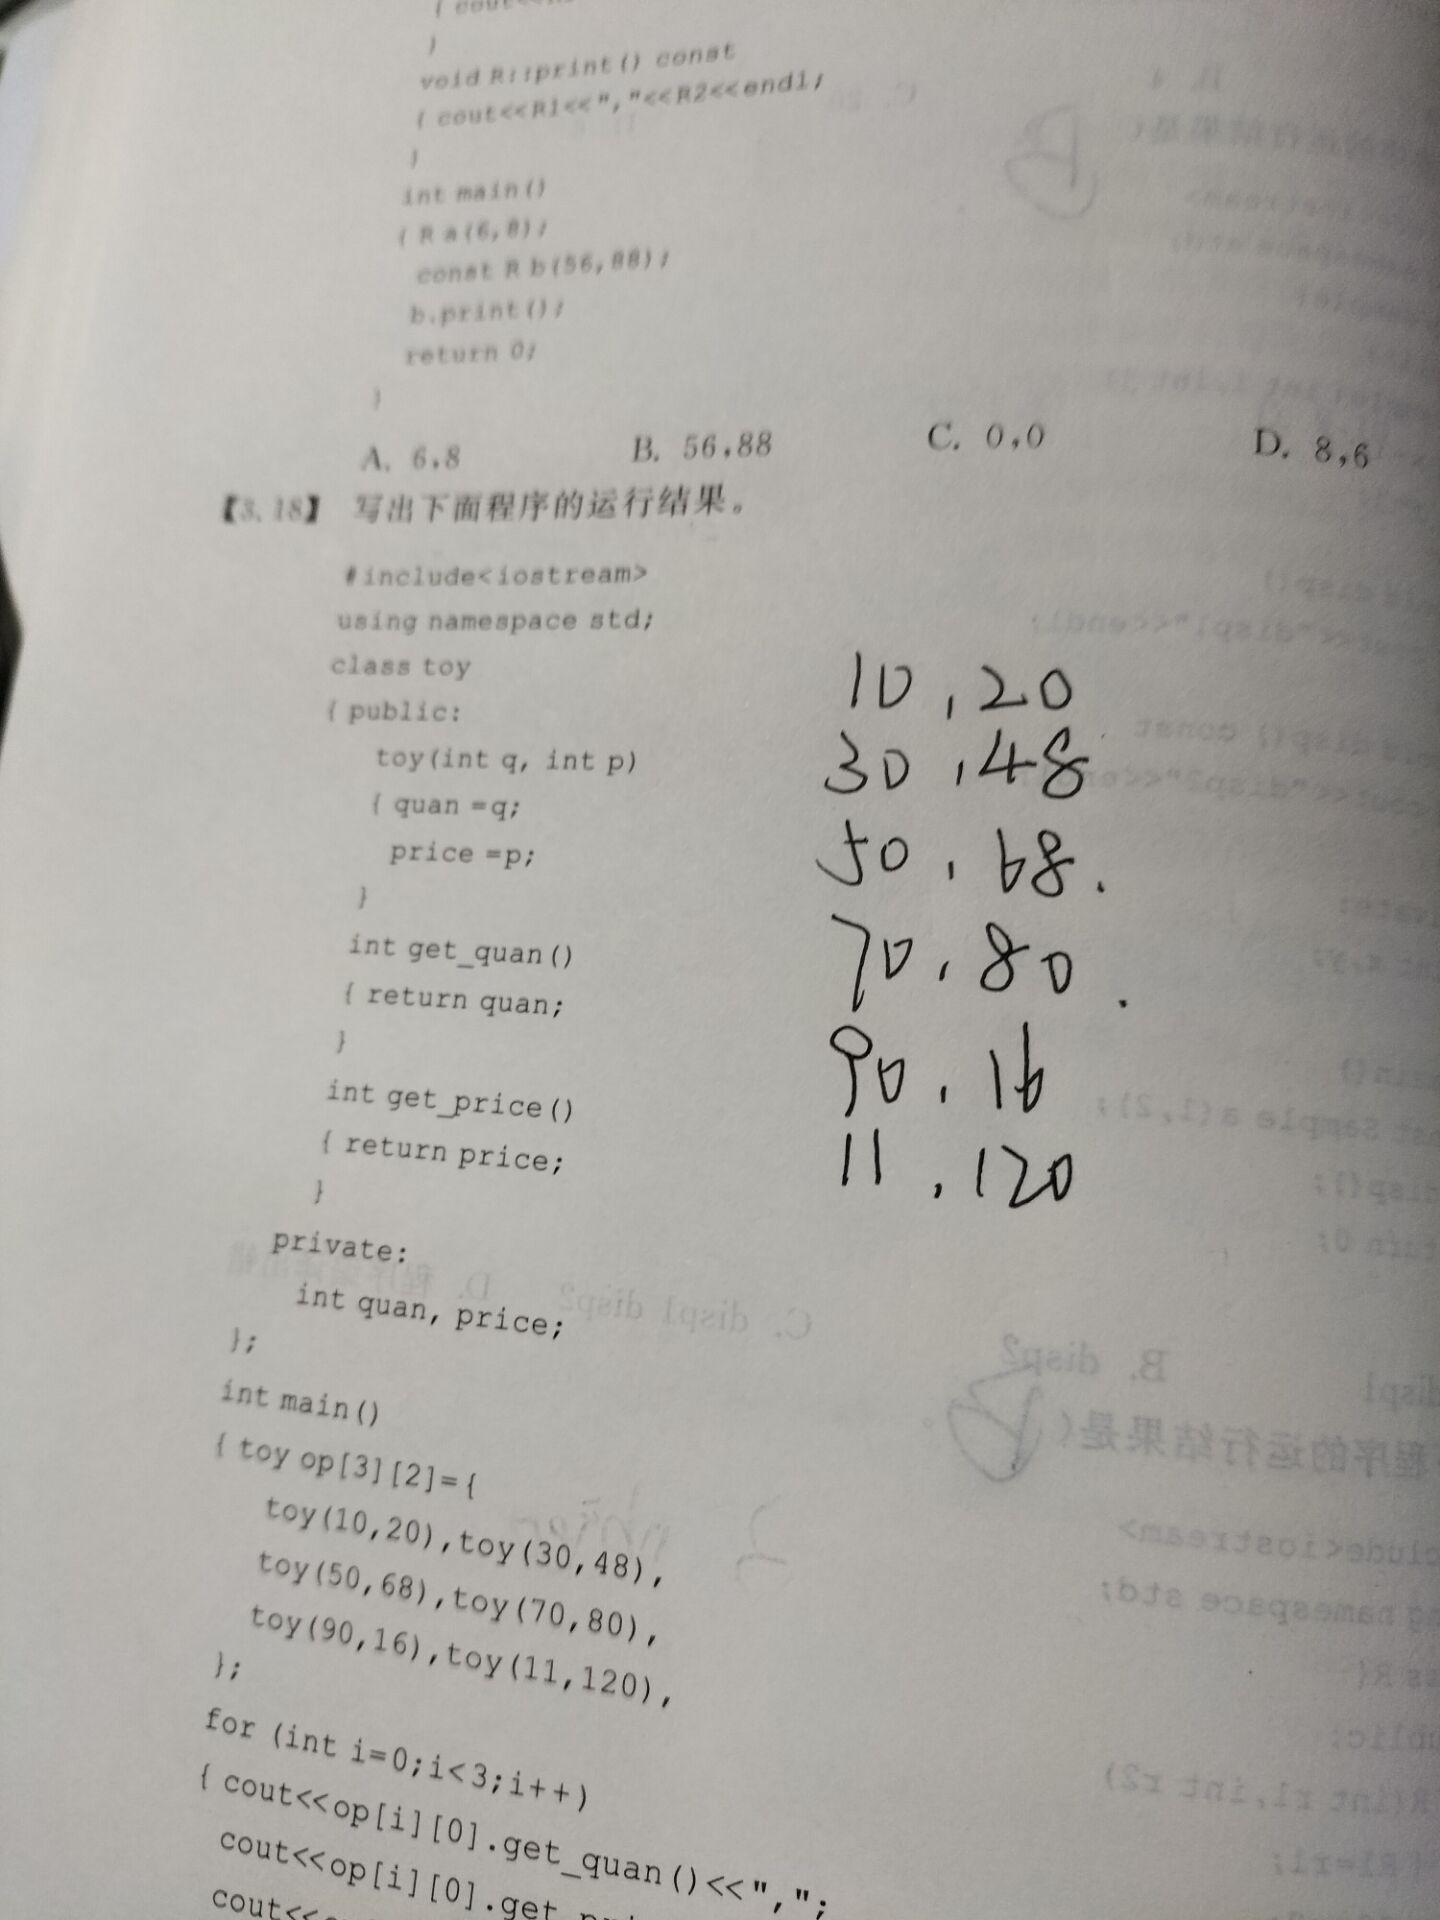 { cout<<
}
void R::print() const
{ cout<<R1<<","<<R2<<endl;
}
int main()
{ R a(6,8);
const R b(56,88);
b.print();
return 0;
}
A. 6,8 B. 56,88 C. 0,0 D. 8,6
【3.18】 写出下面程序的运行结果。
#include<iostream>
using namespace std;
class toy
{ public:
toy(int q, int p)
{ quan =q;
price =p;
}
int get_quan()
{ return quan;
}
int get_price()
{ return price;
}
private:
int quan, price;
};
int main()
{ toy op[3][2]={
toy(10,20),toy(30,48),
toy(50,68),toy(70,80),
toy(90,16),toy(11,120),
};
for (int i=0;i<3;i++)
{ cout<<op[i][0].get_quan()<<",";
cout<<op[i][0].get_
cout<<
10,20
30,48
50,68.
70,80.
90,16
11,120